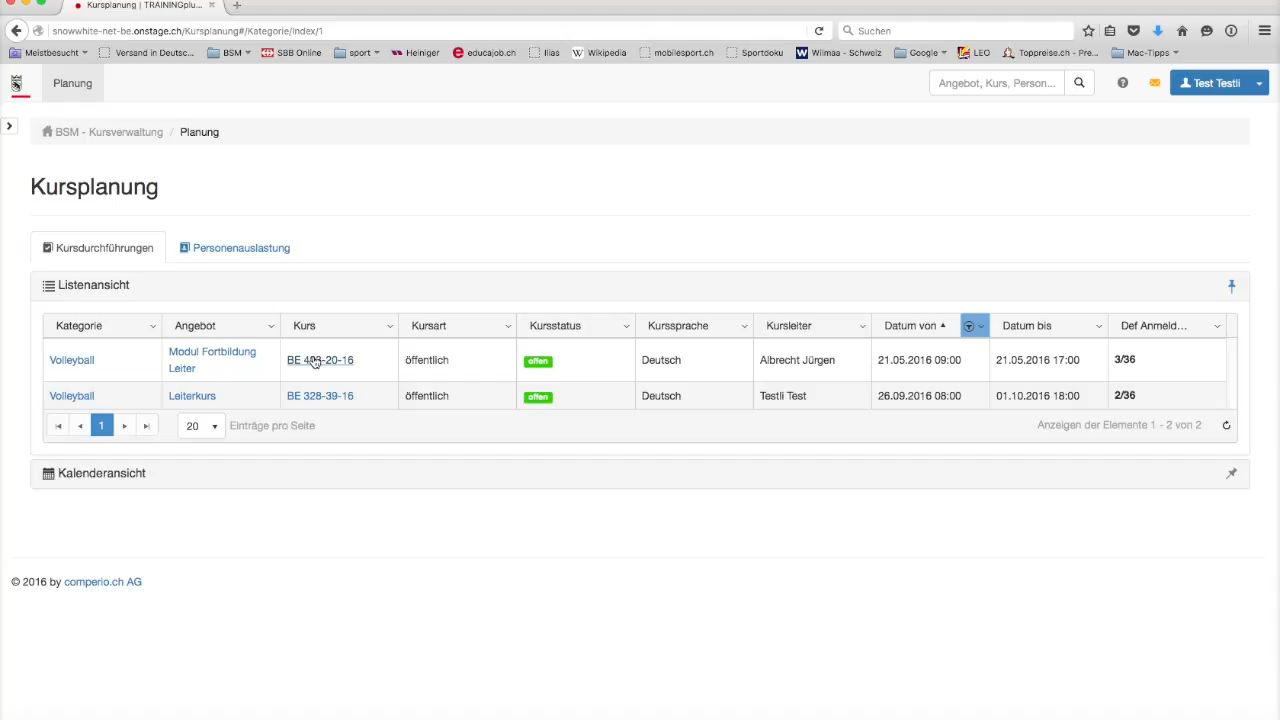 Kursplanung | TRAININGplu...
snowwhite-net-be.onstage.ch/Kursplanung#/Kategorie/Index/1
Suchen
Meistbesucht
Versand in Deutsc...
BSM
SBB Online
sport
Heiniger
educajob.ch
Ilias
Wikipedia
mobilesport.ch
Sportdoku
Wilmaa - Schweiz
Google
LEO
Toppreise.ch - Pre...
Mac-Tipps
Planung
Angebot, Kurs, Person...
Test Testli
BSM - Kursverwaltung / Planung
Kursplanung
Kursdurchführungen
Personenauslastung
Listenansicht
Kategorie Angebot Kurs Kursart Kursstatus Kurssprache Kursleiter Datum von Datum bis Def Anmeld...
Volleyball Modul Fortbildung Leiter BE 403-20-16 öffentlich offen Deutsch Albrecht Jürgen 21.05.2016 09:00 21.05.2016 17:00 3/36
Volleyball Leiterkurs BE 328-39-16 öffentlich offen Deutsch Testli Test 26.09.2016 08:00 01.10.2016 18:00 2/36
1 20 Einträge pro Seite Anzeigen der Elemente 1 - 2 von 2
Kalenderansicht
© 2016 by comperio.ch AG